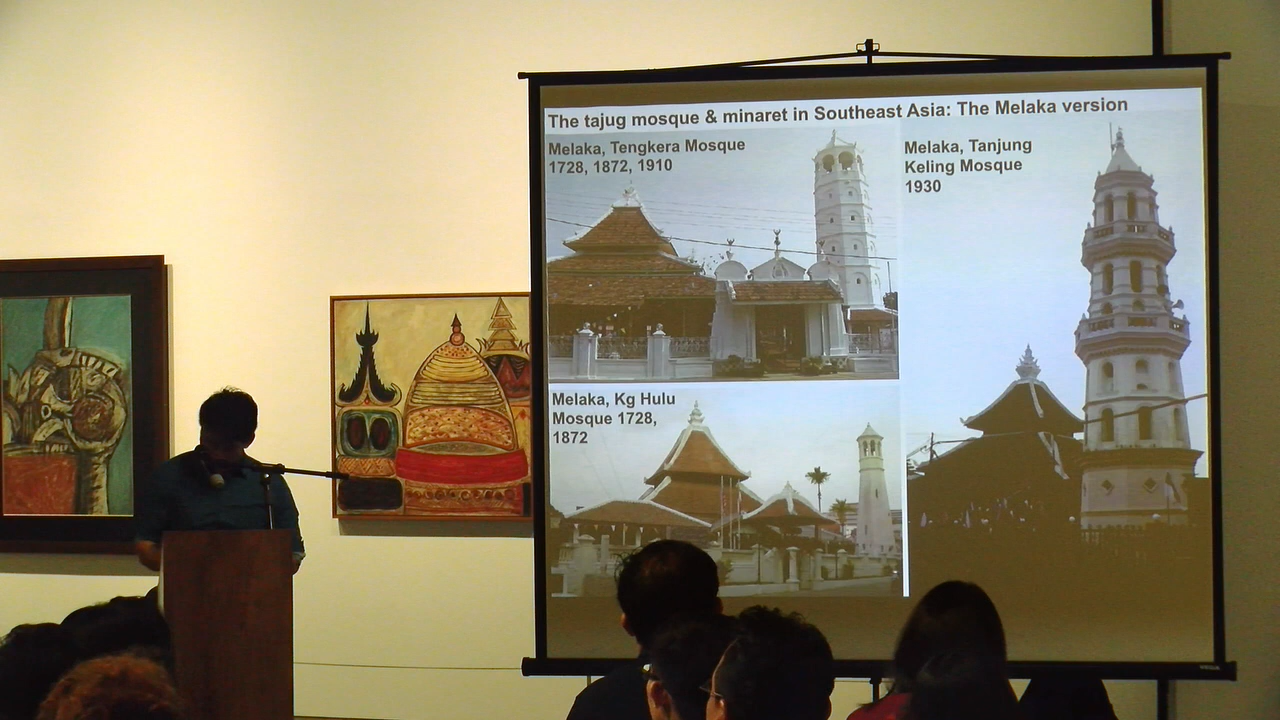 The tajug mosque & minaret in Southeast Asia: The Melaka version
Melaka, Tengkera Mosque
1728, 1872, 1910
Melaka, Tanjung
Keling Mosque
1930
Melaka, Kg Hulu
Mosque 1728,
1872